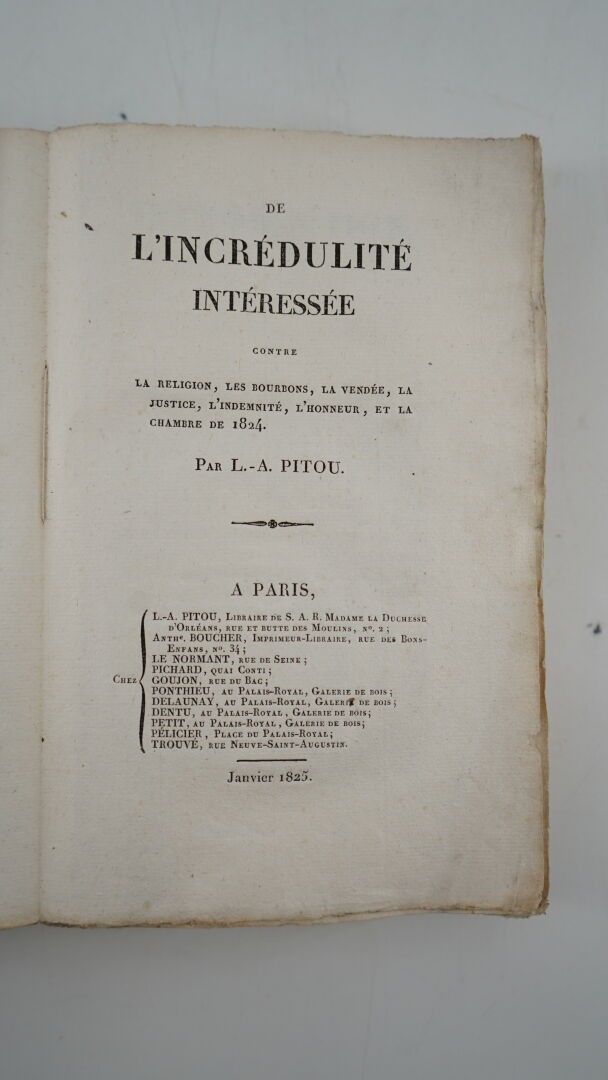 DE
L'INCRÉDULITÉ
INTÉRESSÉE
CONTRE
LA RELIGION, LES BOURBONS, LA VENDÉE, LA
JUSTICE, L'INDEMNITÉ, L'HONNEUR, ET LA
CHAMBRE DE 1824.
PAR L.-A. PITOU.
A PARIS,
CHEZ
L.-A. PITOU, LIBRAIRE DE S. A. R. MADAME LA DUCHESSE
D'ORLÉANS, RUE ET BUTTE DES MOULINS, Nº. 2;
ANTHE. BOUCHER, IMPRIMEUR-LIBRAIRE, RUE DES BONS-
ENFANS, Nº. 34;
LE NORMANT, RUE DE SEINE;
PICHARD, QUAI CONTI;
GOUJON, RUE DU BAC;
PONTHIEU, AU PALAIS-ROYAL, GALERIE DE BOIS;
DELAUNAY, AU PALAIS-ROYAL, GALERIE DE BOIS;
DENTU, AU PALAIS-ROYAL, GALERIE DE BOIS;
PETIT, AU PALAIS-ROYAL, GALERIE DE BOIS;
PÉLICIER, PLACE DU PALAIS-ROYAL;
TROUVÉ, RUE NEUVE-SAINT-AUGUSTIN.
Janvier 1825.